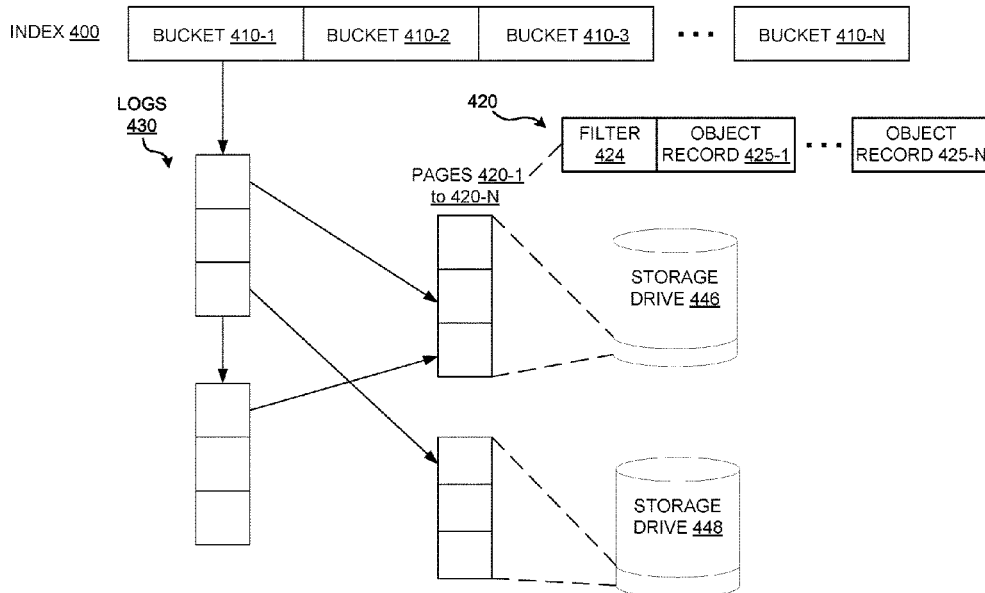 INDEX 400
BUCKET 410-1
BUCKET 410-2
BUCKET 410-3
BUCKET 410-N
LOGS
430
420
FILTER
424
OBJECT
RECORD 425-1
OBJECT
RECORD 425-N
PAGES 420-1
to 420-N
STORAGE
DRIVE 446
STORAGE
DRIVE 448